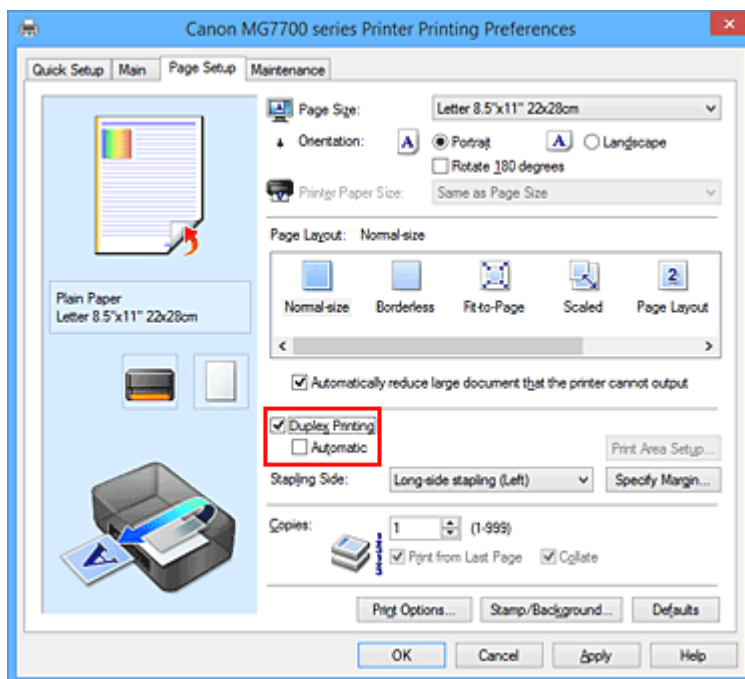 Canon MG7700 series Printer Printing Preferences
Quick Setup Main Page Setup Maintenance
Page Size: Letter 8.5"x11" 22x28cm
Orientation: A Portrait A Landscape
Rotate 180 degrees
Printer Paper Size: Same as Page Size
Page Layout: Normal-size
Normal-size Borderless Fit-to-Page Scaled Page Layout
Plain Paper
Letter 8.5"x11" 22x28cm
Automatically reduce large document that the printer cannot output
Duplex Printing
Automatic
Print Area Setup...
Stapling Side: Long-side stapling (Left) Specify Margin...
Copies: 1 (1-999)
Print from Last Page Collate
Print Options... Stamp/Background... Defaults
OK Cancel Apply Help